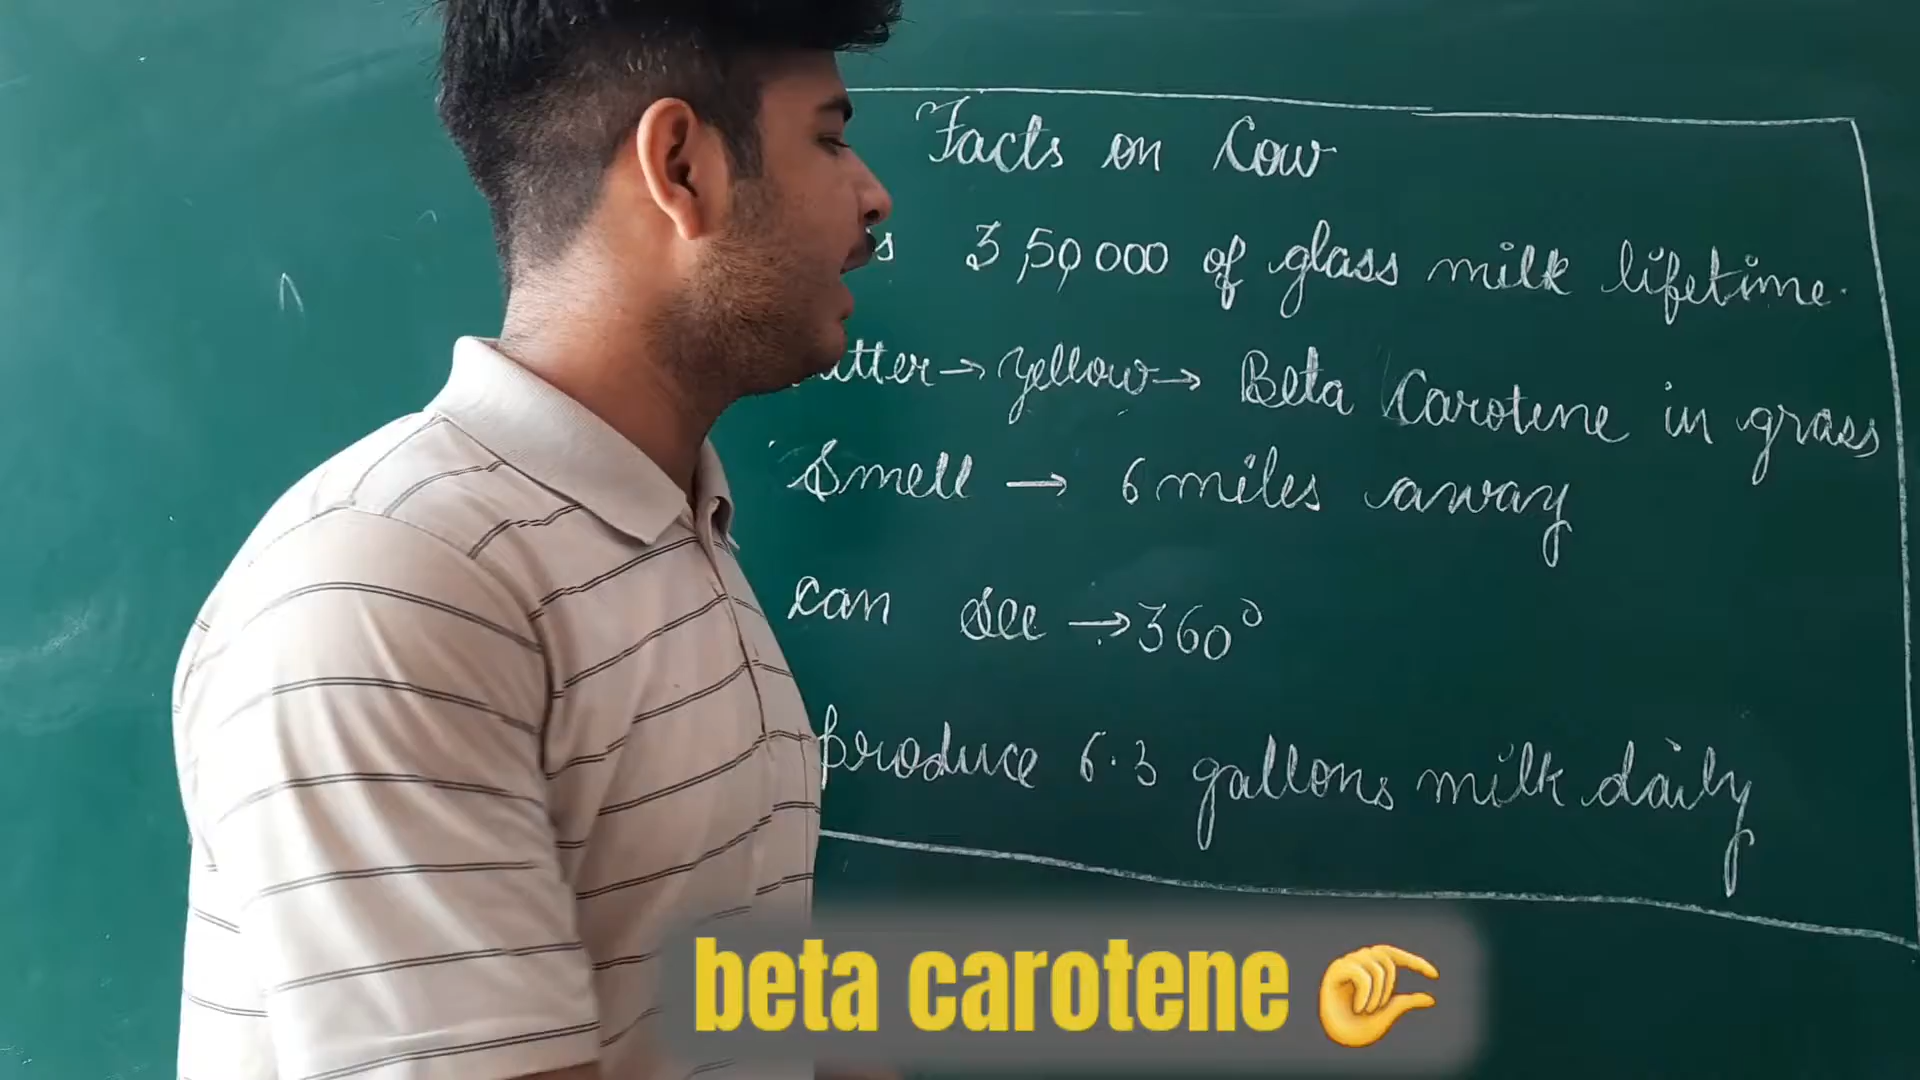 Facts on Cow
3,50,000 of glass milk lifetime.
→ yellow → Beta Carotene in grass
Smell → 6 miles away
can see → 360°
produce 6.3 gallons milk daily
beta carotene 🤏